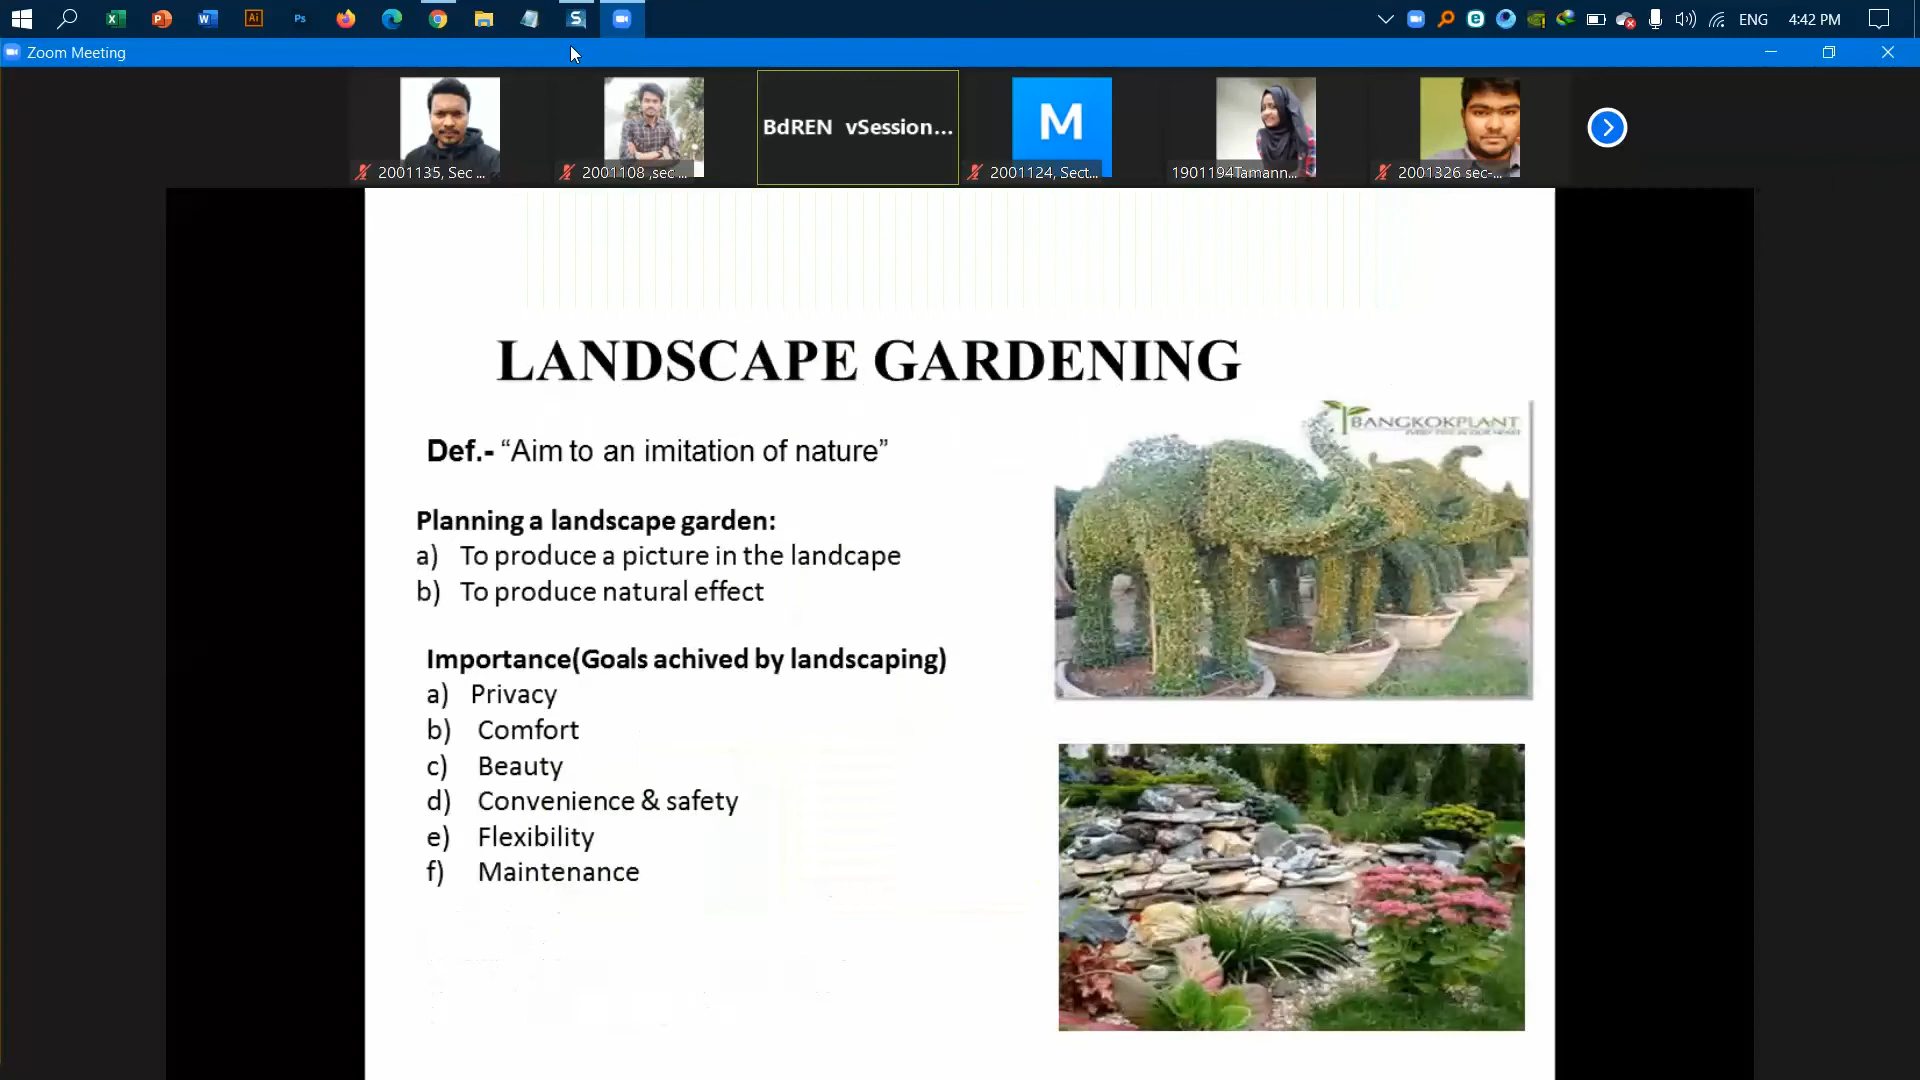 Ai
Ps
ENG
4:42 PM
Zoom Meeting
BdREN vSession...
M
2001135, Sec ...
2001108 ,sec ...
2001124, Sect...
1901194Tamann...
2001326 sec-...
LANDSCAPE GARDENING
BANGKOKPLANT
Def.- “Aim to an imitation of nature”
Planning a landscape garden:
a) To produce a picture in the landcape
b) To produce natural effect
Importance(Goals achived by landscaping)
a) Privacy
b) Comfort
c) Beauty
d) Convenience & safety
e) Flexibility
f) Maintenance